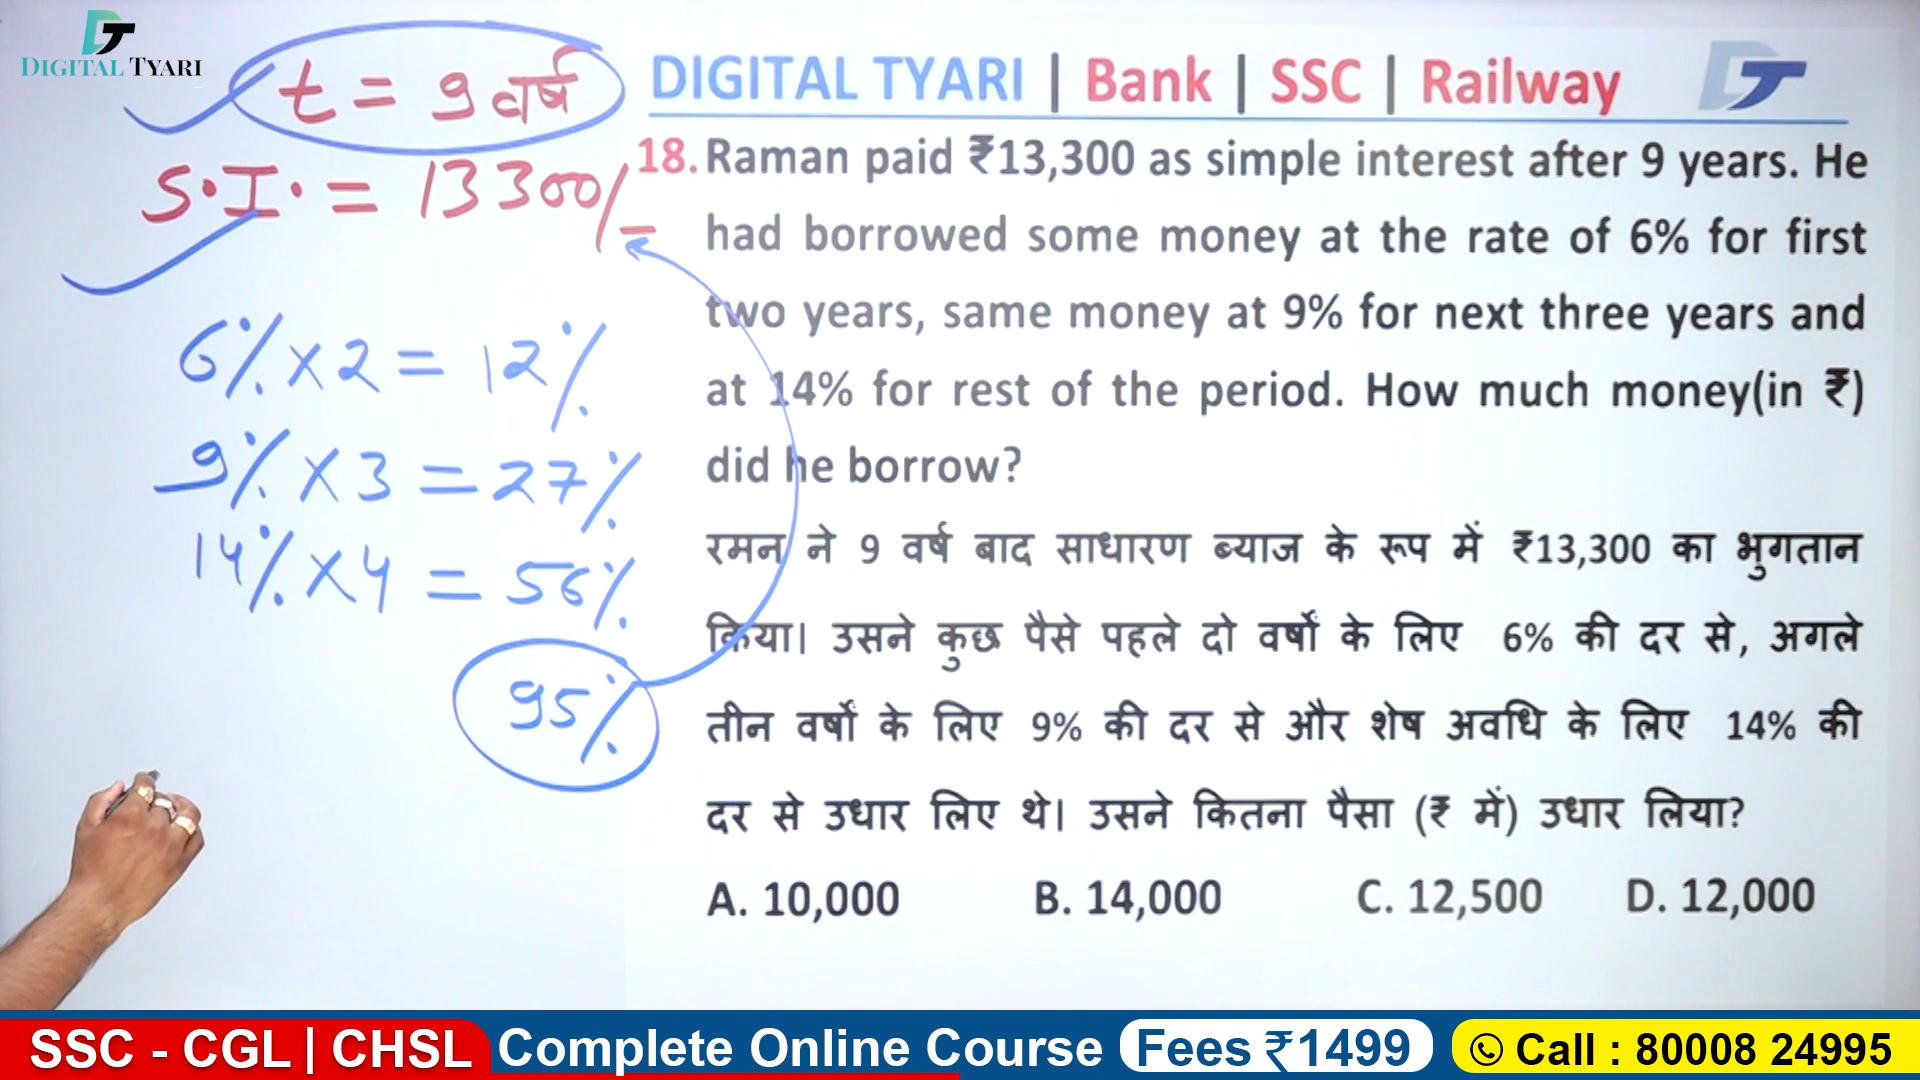 DT
DIGITAL TYARI
t = 9 वर्ष
S.I. = 13300/-
6% × 2 = 12%
9% × 3 = 27%
14% × 4 = 56%
95%
DIGITAL TYARI | Bank | SSC | Railway DT
18. Raman paid ₹13,300 as simple interest after 9 years. He
had borrowed some money at the rate of 6% for first
two years, same money at 9% for next three years and
at 14% for rest of the period. How much money(in ₹)
did he borrow?
रमन ने 9 वर्ष बाद साधारण ब्याज के रूप में ₹13,300 का भुगतान
किया। उसने कुछ पैसे पहले दो वर्षों के लिए 6% की दर से, अगले
तीन वर्षों के लिए 9% की दर से और शेष अवधि के लिए 14% की
दर से उधार लिए थे। उसने कितना पैसा (₹ में) उधार लिया?
A. 10,000 B. 14,000 C. 12,500 D. 12,000
SSC - CGL | CHSL Complete Online Course Fees ₹1499 Call : 80008 24995